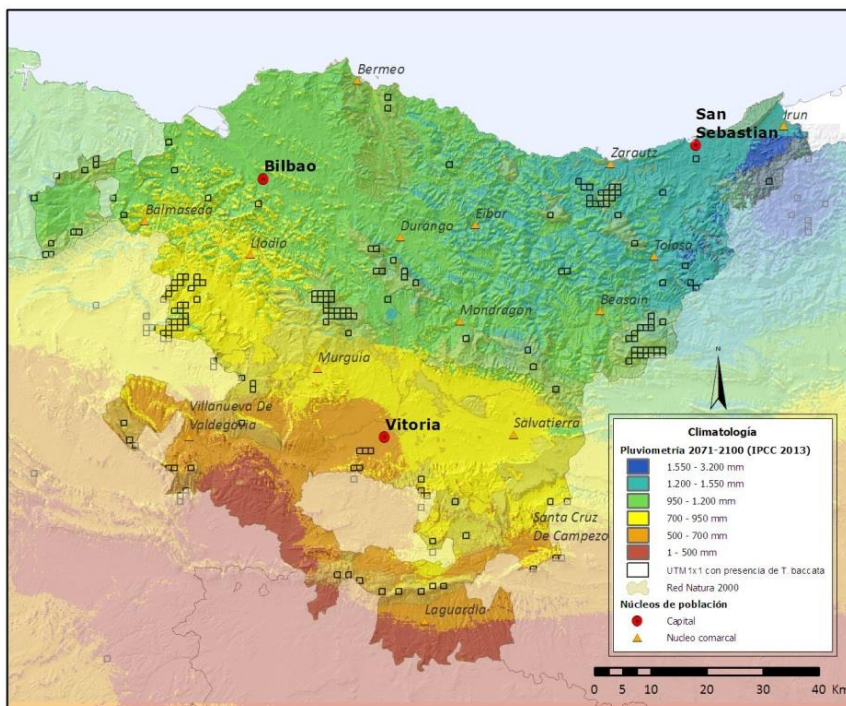 Bermeo
San
Sebastian
Irun
Zarautz
Bilbao
Balmaseda
Durango
Eibar
Llodio
Tolosa
Mondragon
Beasain
Murguia
N
Villanueva De
Valdegovia
Vitoria
Salvatierra
Santa Cruz
De Campezo
Laguardia
Climatología
Pluviometría 2071-2100 (IPCC 2013)
1.550 - 3.200 mm
1.200 - 1.550 mm
950 - 1.200 mm
700 - 950 mm
500 - 700 mm
1 - 500 mm
UTM 1x1 con presencia de T. baccata
Red Natura 2000
Núcleos de población
Capital
Nucleo comarcal
0 5 10 20 30 40
Km